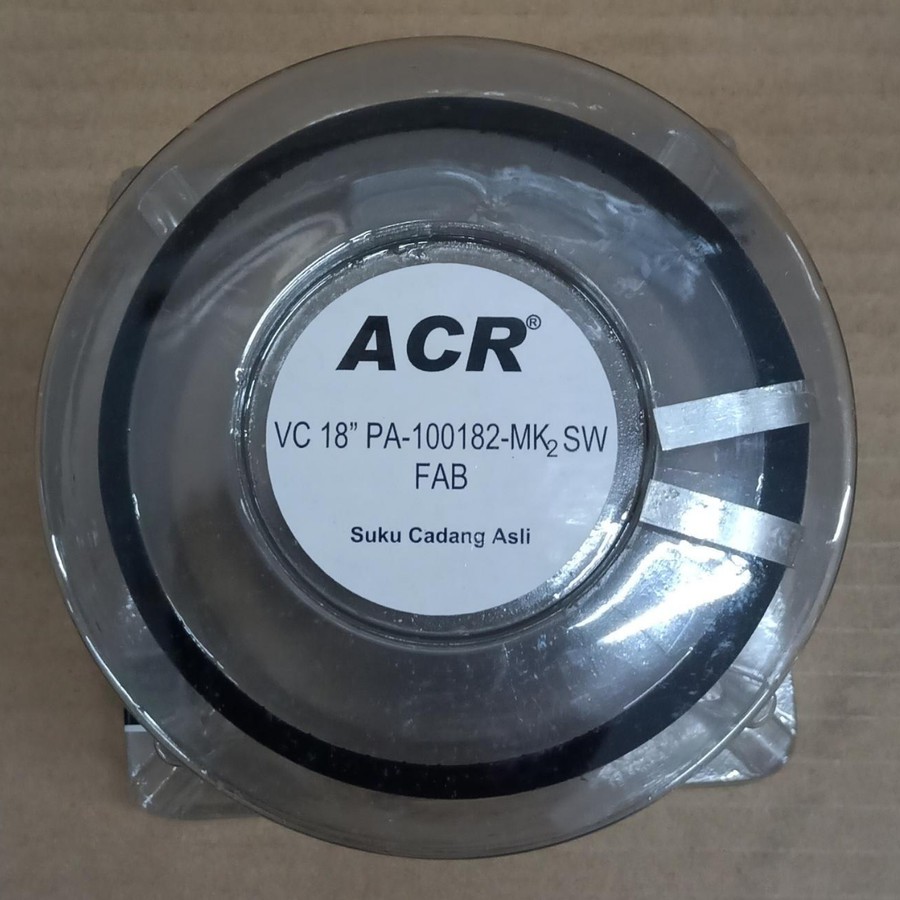 ACR®
VC 18” PA-100182-MK₂ SW
FAB
Suku Cadang Asli